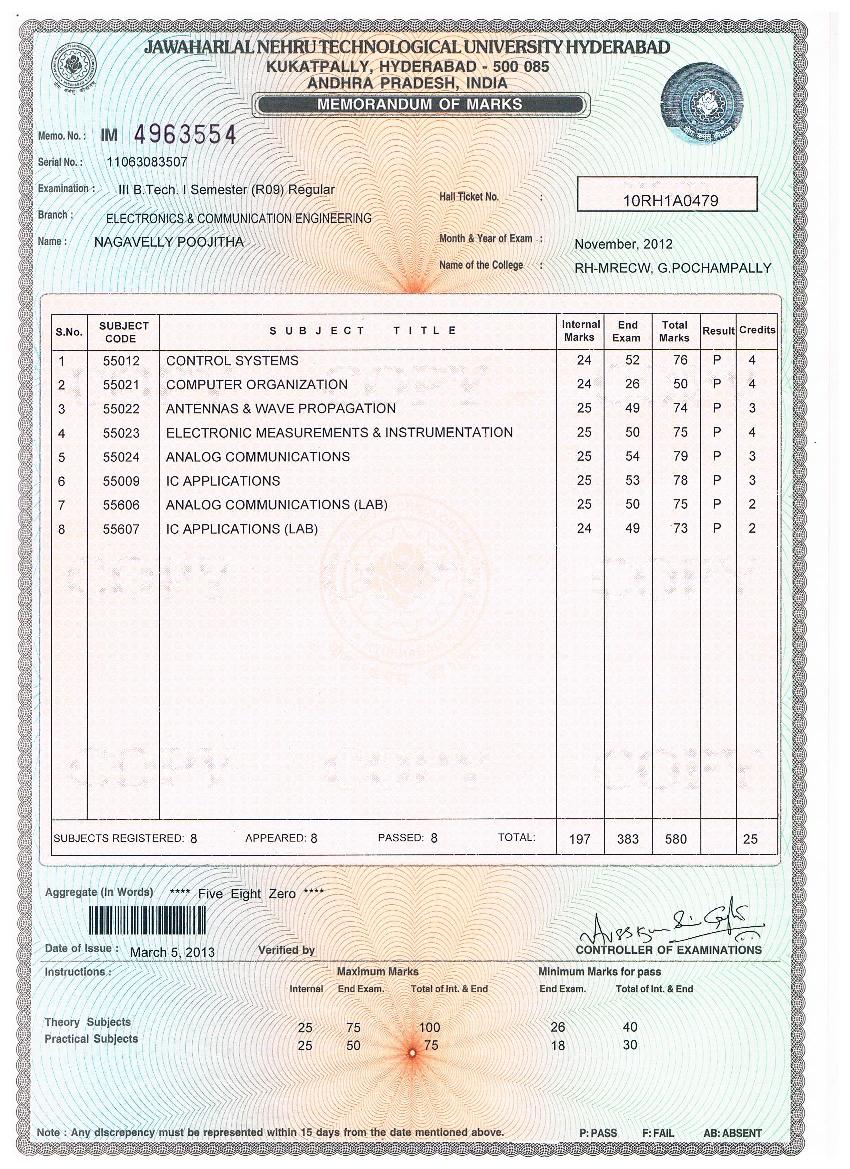 JAWAHARLAL NEHRU TECHNOLOGICAL UNIVERSITY HYDERABAD
KUKATPALLY, HYDERABAD - 500 085
ANDHRA PRADESH, INDIA
MEMORANDUM OF MARKS
Memo. No. : IM 4963554
Serial No. : 11063083507
Examination : III B.Tech. I Semester (R09) Regular
Hall Ticket No. : 10RH1A0479
Branch : ELECTRONICS & COMMUNICATION ENGINEERING
Name : NAGAVELLY POOJITHA
Month & Year of Exam : November, 2012
Name of the College : RH-MRECW, G.POCHAMPALLY
S.No. SUBJECT CODE SUBJECT TITLE Internal Marks End Exam Total Marks Result Credits
1 55012 CONTROL SYSTEMS 24 52 76 P 4
2 55021 COMPUTER ORGANIZATION 24 26 50 P 4
3 55022 ANTENNAS & WAVE PROPAGATION 25 49 74 P 3
4 55023 ELECTRONIC MEASUREMENTS & INSTRUMENTATION 25 50 75 P 4
5 55024 ANALOG COMMUNICATIONS 25 54 79 P 3
6 55009 IC APPLICATIONS 25 53 78 P 3
7 55606 ANALOG COMMUNICATIONS (LAB) 25 50 75 P 2
8 55607 IC APPLICATIONS (LAB) 24 49 73 P 2
SUBJECTS REGISTERED: 8 APPEARED: 8 PASSED: 8 TOTAL: 197 383 580 25
Aggregate (In Words) **** Five Eight Zero ****
Date of Issue : March 5, 2013 Verified by CONTROLLER OF EXAMINATIONS
Instructions : Maximum Marks Minimum Marks for pass
Internal End Exam. Total of Int. & End End Exam. Total of Int. & End
Theory Subjects 25 75 100 26 40
Practical Subjects 25 50 75 18 30
Note : Any discrepancy must be represented within 15 days from the date mentioned above. P: PASS F: FAIL AB: ABSENT